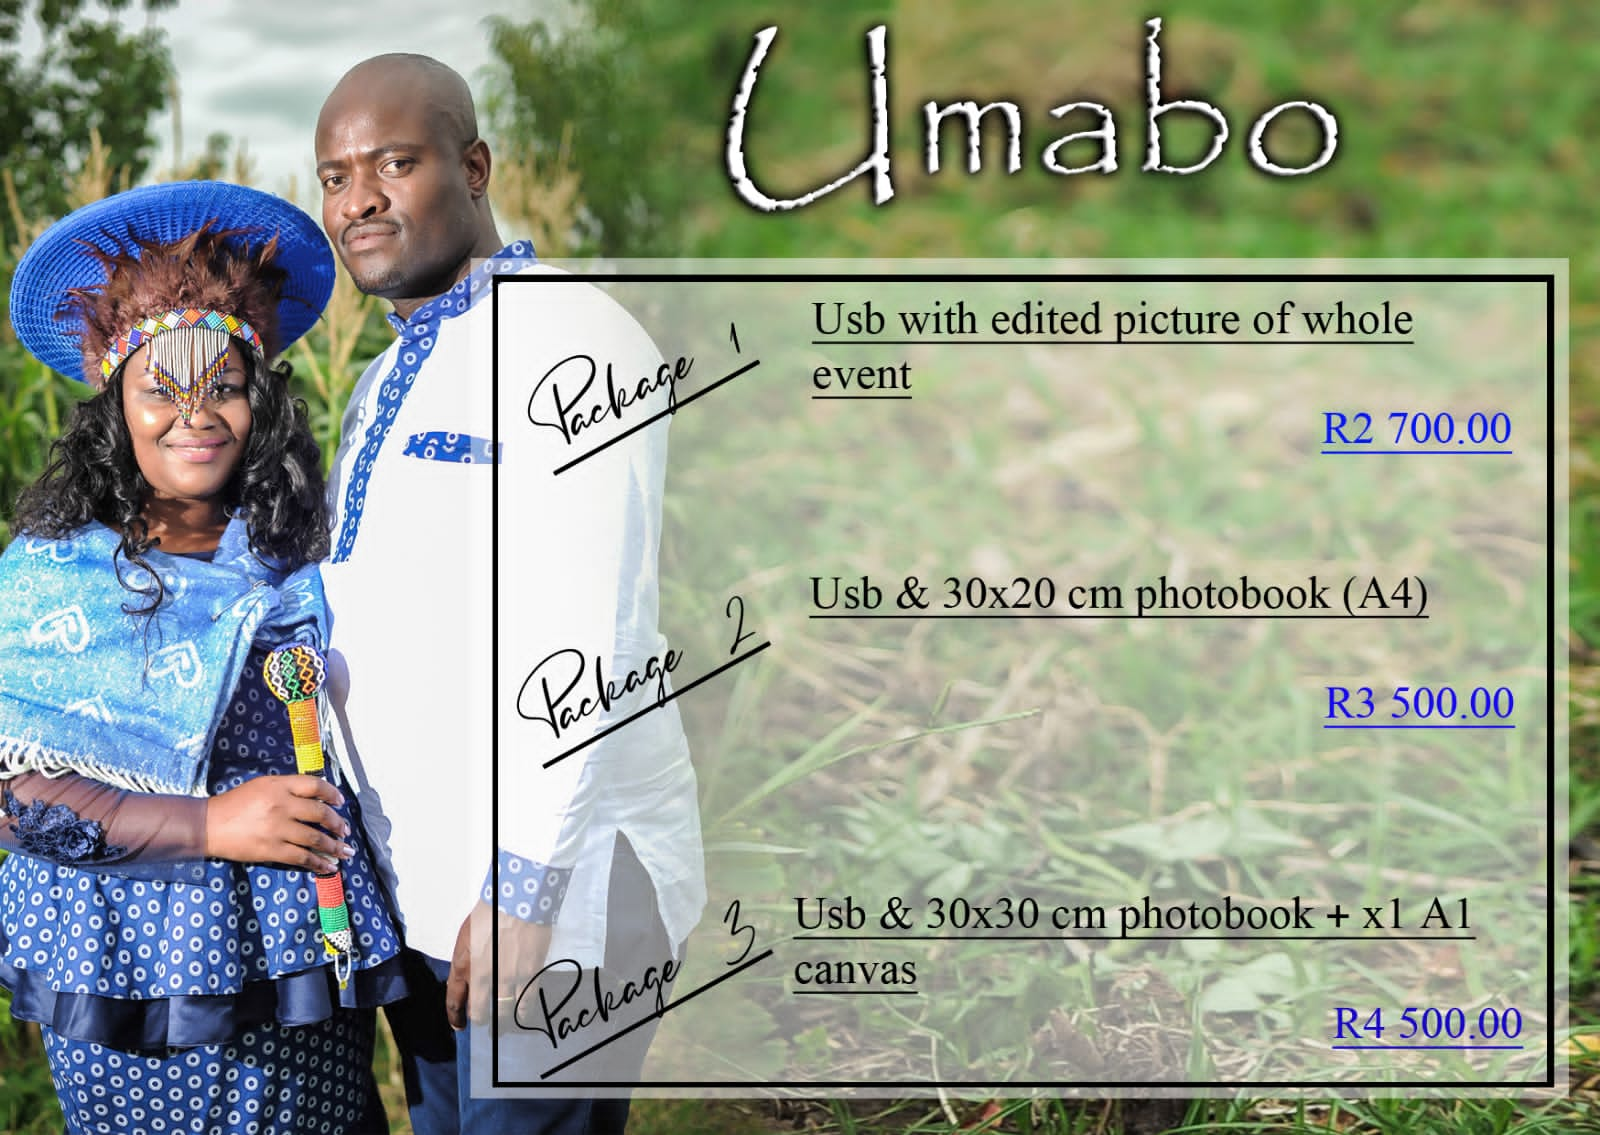 Umabo
Package 1
Usb with edited picture of whole
event
R2 700.00
Package 2
Usb & 30x20 cm photobook (A4)
R3 500.00
Package 3
Usb & 30x30 cm photobook + x1 A1
canvas
R4 500.00